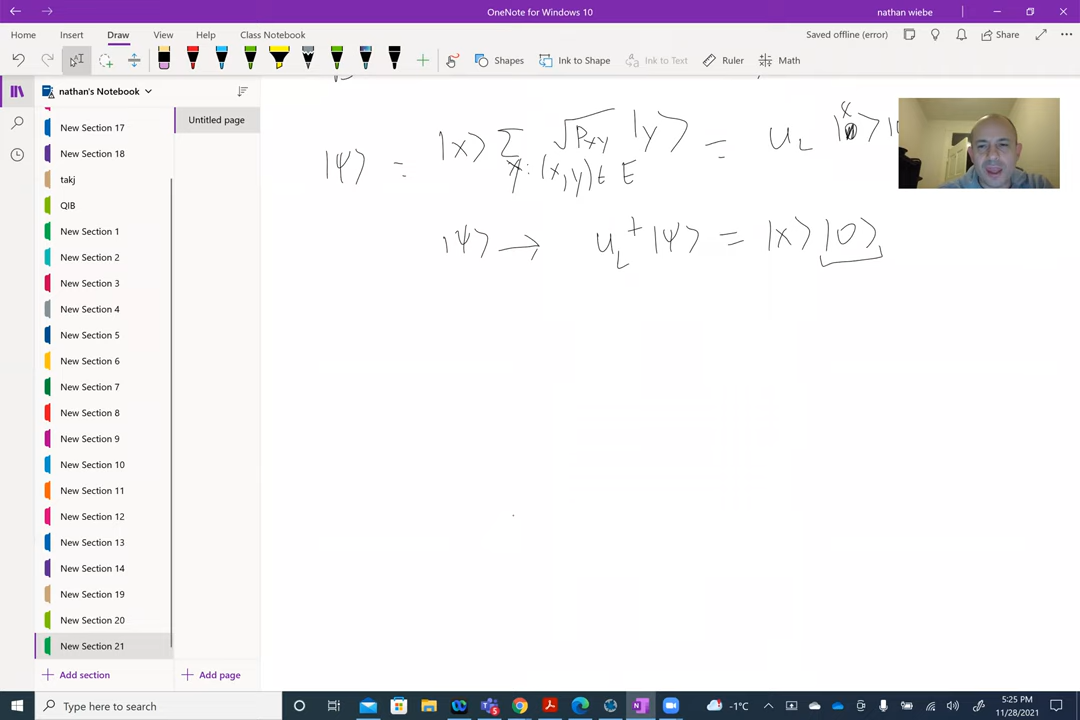 OneNote for Windows 10
nathan wiebe
Home Insert Draw View Help Class Notebook
Saved offline (error)
Share
Shapes Ink to Shape Ink to Text Ruler Math
nathan's Notebook
Untitled page
New Section 17
New Section 18
takj
QIB
New Section 1
New Section 2
New Section 3
New Section 4
New Section 5
New Section 6
New Section 7
New Section 8
New Section 9
New Section 10
New Section 11
New Section 12
New Section 13
New Section 14
New Section 19
New Section 20
New Section 21
Add section
Add page
|ψ⟩ = |x⟩ Σ √Pxy |y⟩ = U_L
y: (x,y)∈ E
|ψ⟩ → U_L† |ψ⟩ = |x⟩ |0⟩
Type here to search
-1°C
5:25 PM
11/28/2021